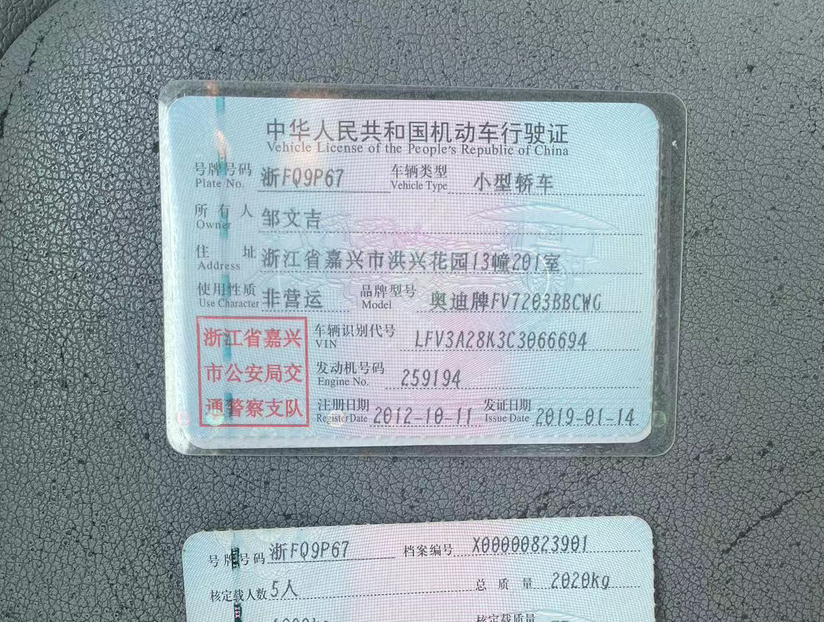 中华人民共和国机动车行驶证
Vehicle License of the People's Republic of China
号牌号码 浙FQ9P67 车辆类型 小型轿车
Plate No. Vehicle Type
所有人 邹文吉
Owner
住址 浙江省嘉兴市洪兴花园13幢201室
Address
使用性质 非营运 品牌型号 奥迪牌FV7203BBCWG
Use Character Model
浙江省嘉兴
市公安局交
通警察支队
车辆识别代号 LFV3A28K3C3066694
VIN
发动机号码 259194
Engine No.
注册日期 2012-10-11 发证日期 2019-01-14
Register Date Issue Date
号牌号码 浙FQ9P67 档案编号 X00000823901
核定载人数 5人 总质量 2020kg
核定载质量